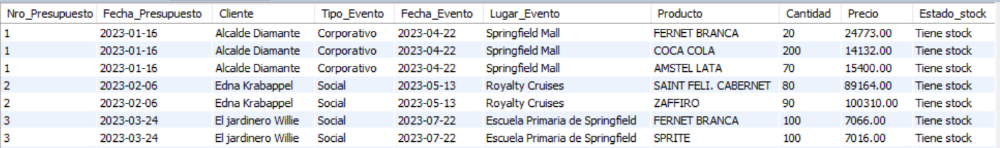 Nro_Presupuesto Fecha_Presupuesto Cliente Tipo_Evento Fecha_Evento Lugar_Evento Producto Cantidad Precio Estado_stock
1 2023-01-16 Alcalde Diamante Corporativo 2023-04-22 Springfield Mall FERNET BRANCA 20 24773.00 Tiene stock
1 2023-01-16 Alcalde Diamante Corporativo 2023-04-22 Springfield Mall COCA COLA 200 14132.00 Tiene stock
1 2023-01-16 Alcalde Diamante Corporativo 2023-04-22 Springfield Mall AMSTEL LATA 70 15400.00 Tiene stock
2 2023-02-06 Edna Krabappel Social 2023-05-13 Royalty Cruises SAINT FELI. CABERNET 80 89164.00 Tiene stock
2 2023-02-06 Edna Krabappel Social 2023-05-13 Royalty Cruises ZAFFIRO 90 100310.00 Tiene stock
3 2023-03-24 El jardinero Willie Social 2023-07-22 Escuela Primaria de Springfield FERNET BRANCA 100 7066.00 Tiene stock
3 2023-03-24 El jardinero Willie Social 2023-07-22 Escuela Primaria de Springfield SPRITE 100 7016.00 Tiene stock